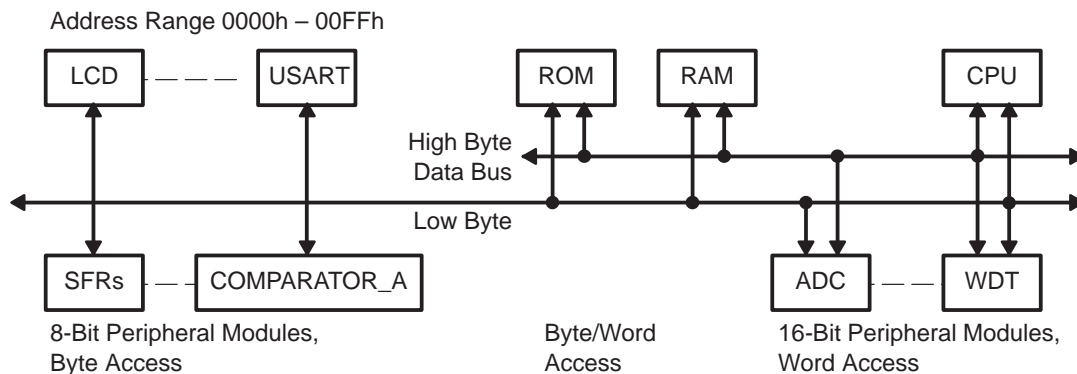 Address Range 0000h – 00FFh
LCD
USART
ROM
RAM
CPU
High Byte
Data Bus
Low Byte
SFRs
COMPARATOR_A
ADC
WDT
8-Bit Peripheral Modules,
Byte Access
Byte/Word
Access
16-Bit Peripheral Modules,
Word Access